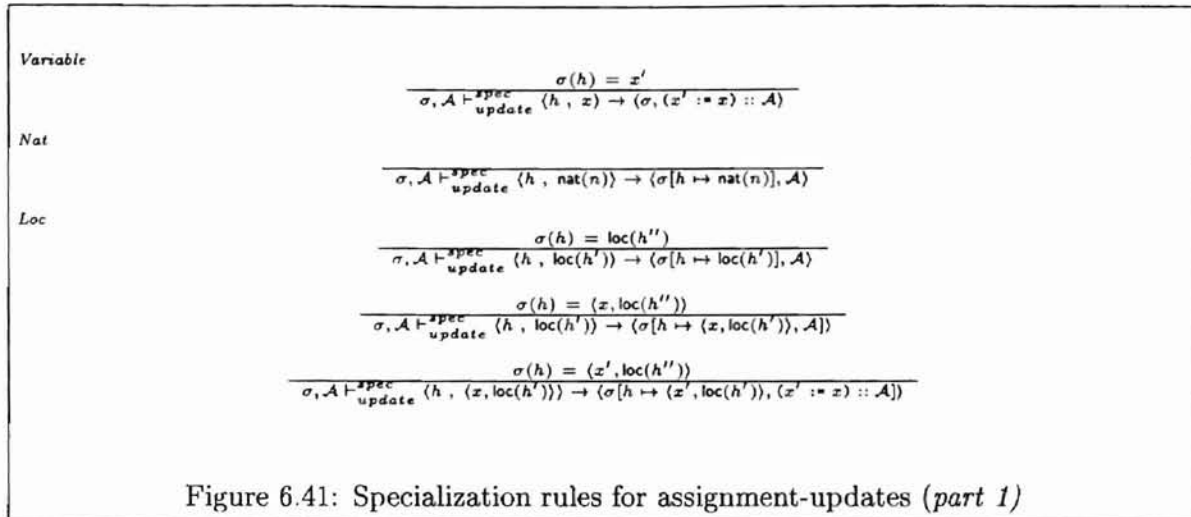 Variable
σ(h) = x′
σ, A ⊢^spec_update ⟨h , x⟩ → ⟨σ, (x′ := x) :: A⟩
Nat
σ, A ⊢^spec_update ⟨h , nat(n)⟩ → ⟨σ[h ↦ nat(n)], A⟩
Loc
σ(h) = loc(h″)
σ, A ⊢^spec_update ⟨h , loc(h′)⟩ → ⟨σ[h ↦ loc(h′)], A⟩
σ(h) = ⟨x, loc(h″)⟩
σ, A ⊢^spec_update ⟨h , loc(h′)⟩ → ⟨σ[h ↦ ⟨x, loc(h′)⟩, A]⟩
σ(h) = ⟨x′, loc(h″)⟩
σ, A ⊢^spec_update ⟨h , ⟨x, loc(h′)⟩⟩ → ⟨σ[h ↦ ⟨x′, loc(h′)⟩, (x′ := x) :: A]⟩
Figure 6.41: Specialization rules for assignment-updates (part 1)